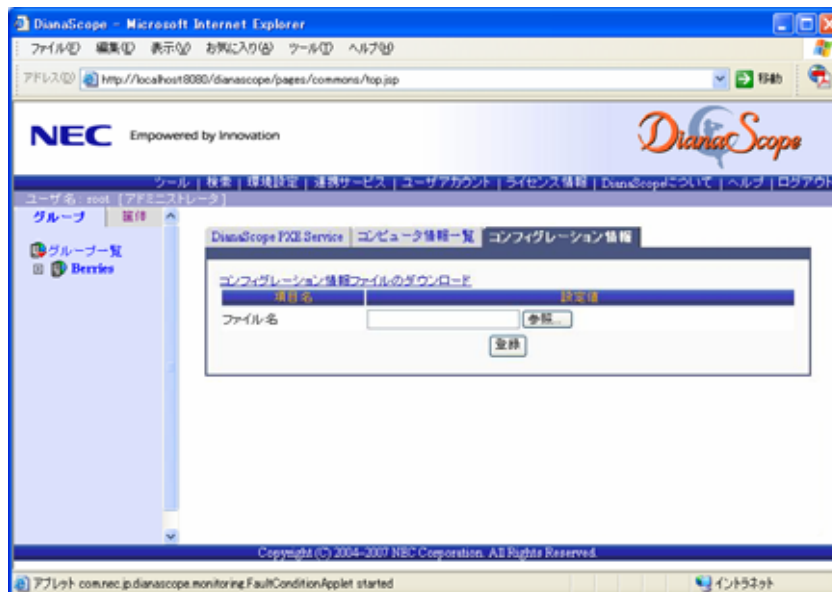 DianaScope - Microsoft Internet Explorer
ファイル(F) 編集(E) 表示(V) お気に入り(A) ツール(T) ヘルプ(H)
アドレス(D) http://localhost:8080/dianascope/pages/commons/top.jsp 移動
NEC Empowered by Innovation DianaScope
ツール | 検索 | 環境設定 | 連携サービス | ユーザアカウント | ライセンス情報 | DianaScopeについて | ヘルプ | ログアウト
ユーザ名 : root [アドミニストレータ]
グループ 筐体
グループ一覧
Berries
DianaScope PXE Service コンピュータ情報一覧 コンフィグレーション情報
コンフィグレーション情報ファイルのダウンロード
項目名 設定値
ファイル名 参照...
登録
Copyright (C) 2004-2007 NEC Corporation. All Rights Reserved.
アプレット com.nec.jp.dianascope.monitoring.FaultConditionApplet started イントラネット